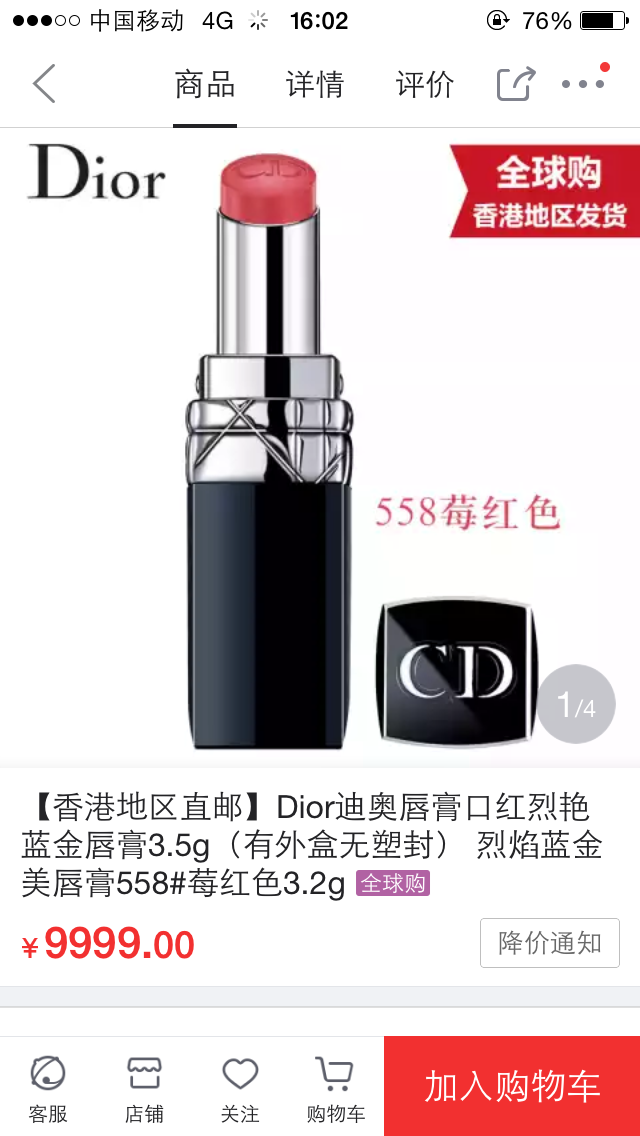 中国移动 4G 16:02 76%
商品 详情 评价
Dior
全球购
香港地区发货
CD
558莓红色
CD
1/4
【香港地区直邮】Dior迪奥唇膏口红烈艳
蓝金唇膏3.5g（有外盒无塑封） 烈焰蓝金
美唇膏558#莓红色3.2g 全球购
¥9999.00 降价通知
客服 店铺 关注 购物车 加入购物车